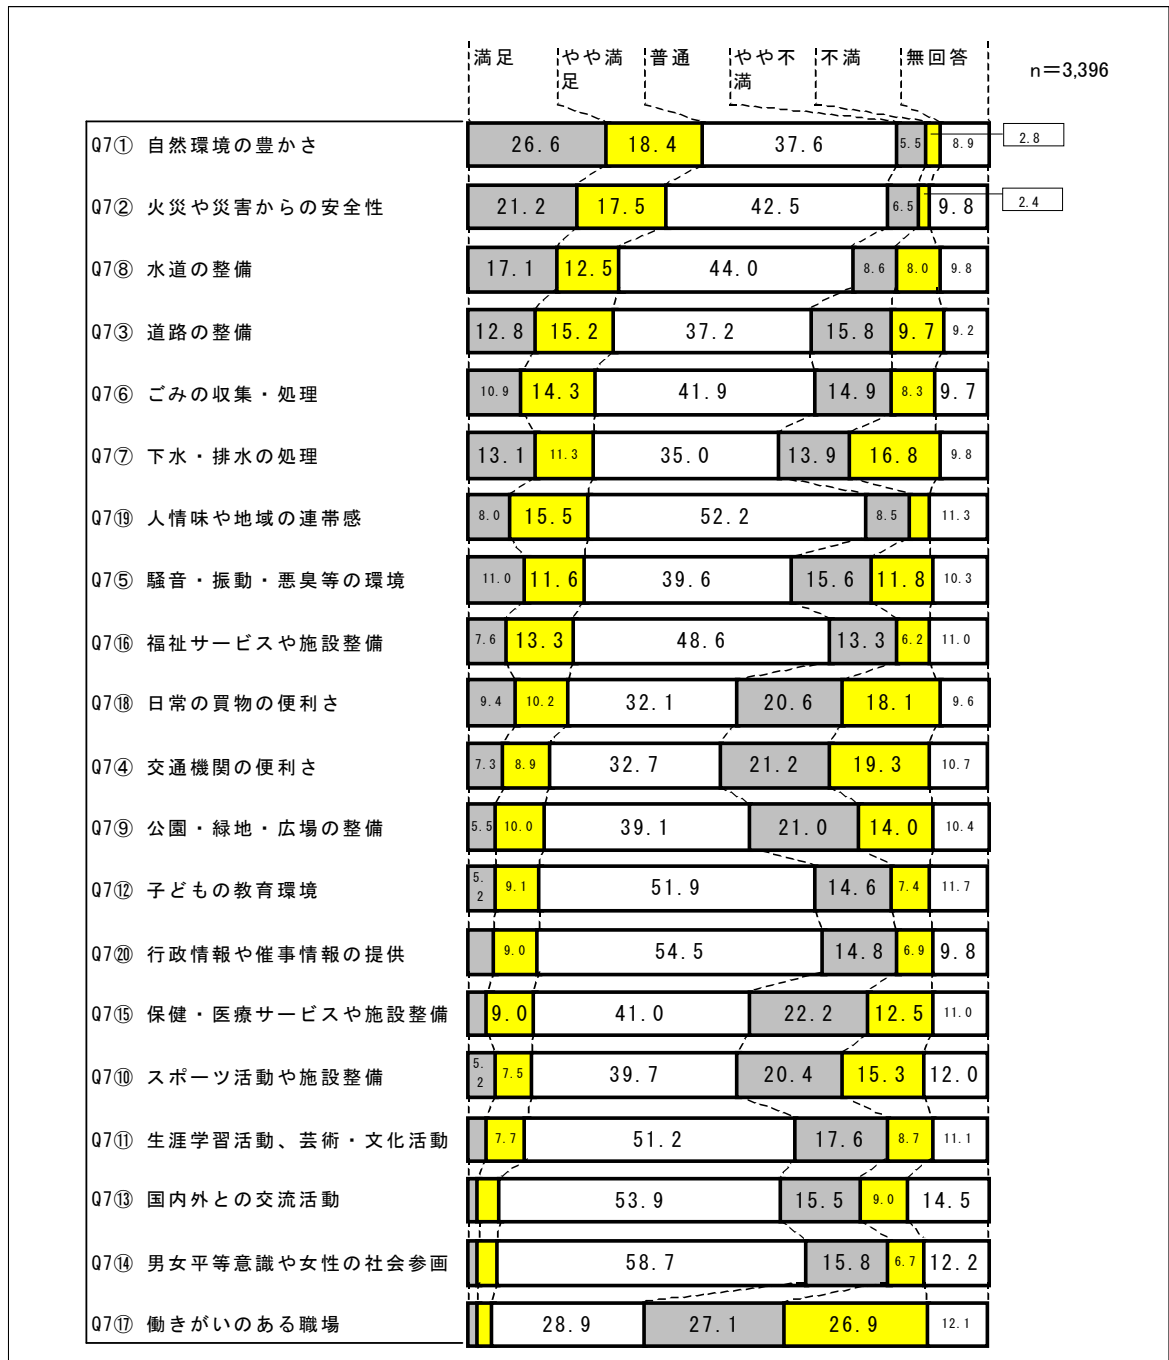 満足 やや満足 普通 やや不満 不満 無回答
n＝3,396
Q7① 自然環境の豊かさ 26.6 18.4 37.6 5.5 2.8 8.9
Q7② 火災や災害からの安全性 21.2 17.5 42.5 6.5 2.4 9.8
Q7⑧ 水道の整備 17.1 12.5 44.0 8.6 8.0 9.8
Q7③ 道路の整備 12.8 15.2 37.2 15.8 9.7 9.2
Q7⑥ ごみの収集・処理 10.9 14.3 41.9 14.9 8.3 9.7
Q7⑦ 下水・排水の処理 13.1 11.3 35.0 13.9 16.8 9.8
Q7⑲ 人情味や地域の連帯感 8.0 15.5 52.2 8.5 11.3
Q7⑤ 騒音・振動・悪臭等の環境 11.0 11.6 39.6 15.6 11.8 10.3
Q7⑯ 福祉サービスや施設整備 7.6 13.3 48.6 13.3 6.2 11.0
Q7⑱ 日常の買物の便利さ 9.4 10.2 32.1 20.6 18.1 9.6
Q7④ 交通機関の便利さ 7.3 8.9 32.7 21.2 19.3 10.7
Q7⑨ 公園・緑地・広場の整備 5.5 10.0 39.1 21.0 14.0 10.4
Q7⑫ 子どもの教育環境 5.2 9.1 51.9 14.6 7.4 11.7
Q7⑳ 行政情報や催事情報の提供 9.0 54.5 14.8 6.9 9.8
Q7⑮ 保健・医療サービスや施設整備 9.0 41.0 22.2 12.5 11.0
Q7⑩ スポーツ活動や施設整備 5.2 7.5 39.7 20.4 15.3 12.0
Q7⑪ 生涯学習活動、芸術・文化活動 7.7 51.2 17.6 8.7 11.1
Q7⑬ 国内外との交流活動 53.9 15.5 9.0 14.5
Q7⑭ 男女平等意識や女性の社会参画 58.7 15.8 6.7 12.2
Q7⑰ 働きがいのある職場 28.9 27.1 26.9 12.1